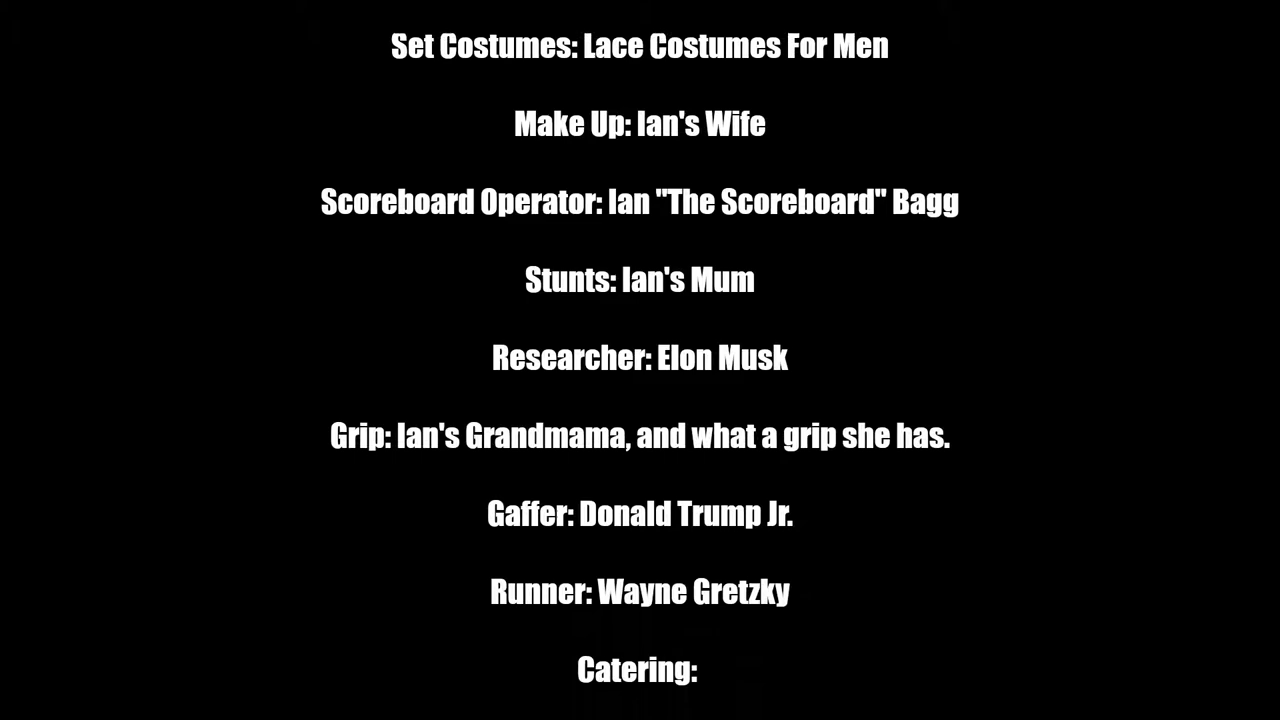 Set Costumes: Lace Costumes For Men
Make Up: Ian's Wife
Scoreboard Operator: Ian "The Scoreboard" Bagg
Stunts: Ian's Mum
Researcher: Elon Musk
Grip: Ian's Grandmama, and what a grip she has.
Gaffer: Donald Trump Jr.
Runner: Wayne Gretzky
Catering: